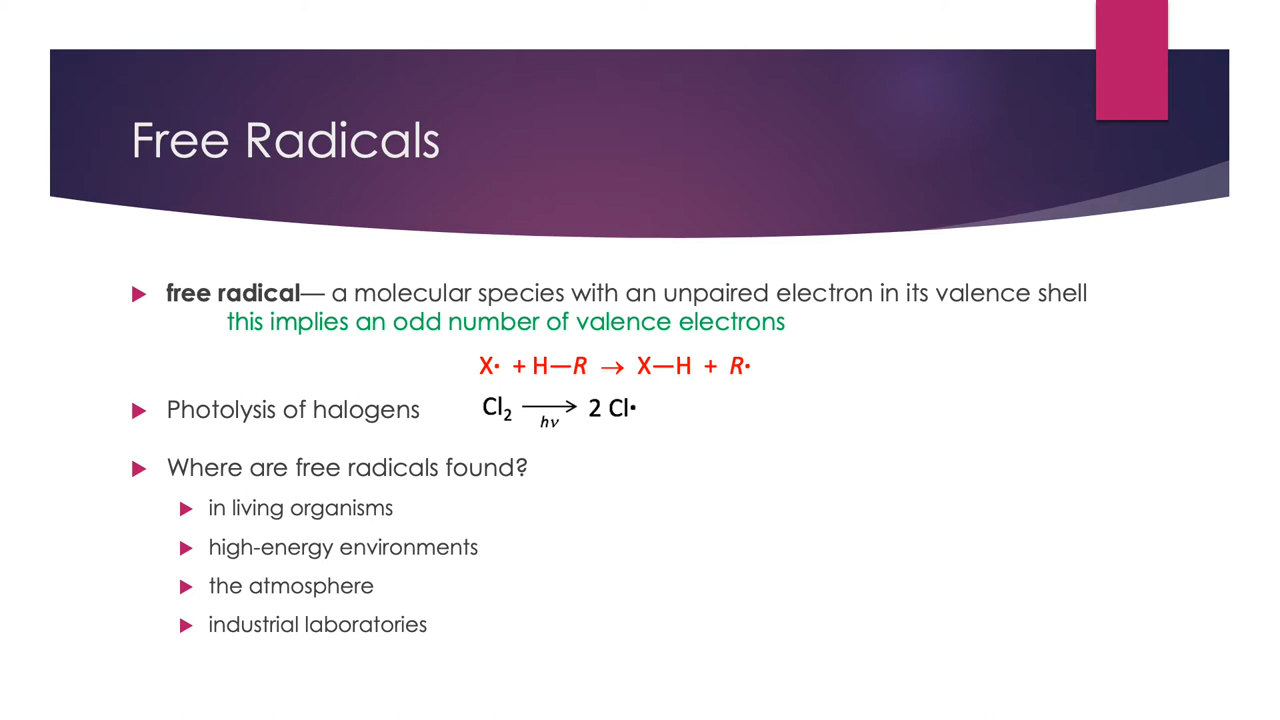 Free Radicals
free radical— a molecular species with an unpaired electron in its valence shell
this implies an odd number of valence electrons
X· + H—R → X—H + R·
Photolysis of halogens Cl₂ ⟶ 2 Cl·
hν
Where are free radicals found?
in living organisms
high-energy environments
the atmosphere
industrial laboratories